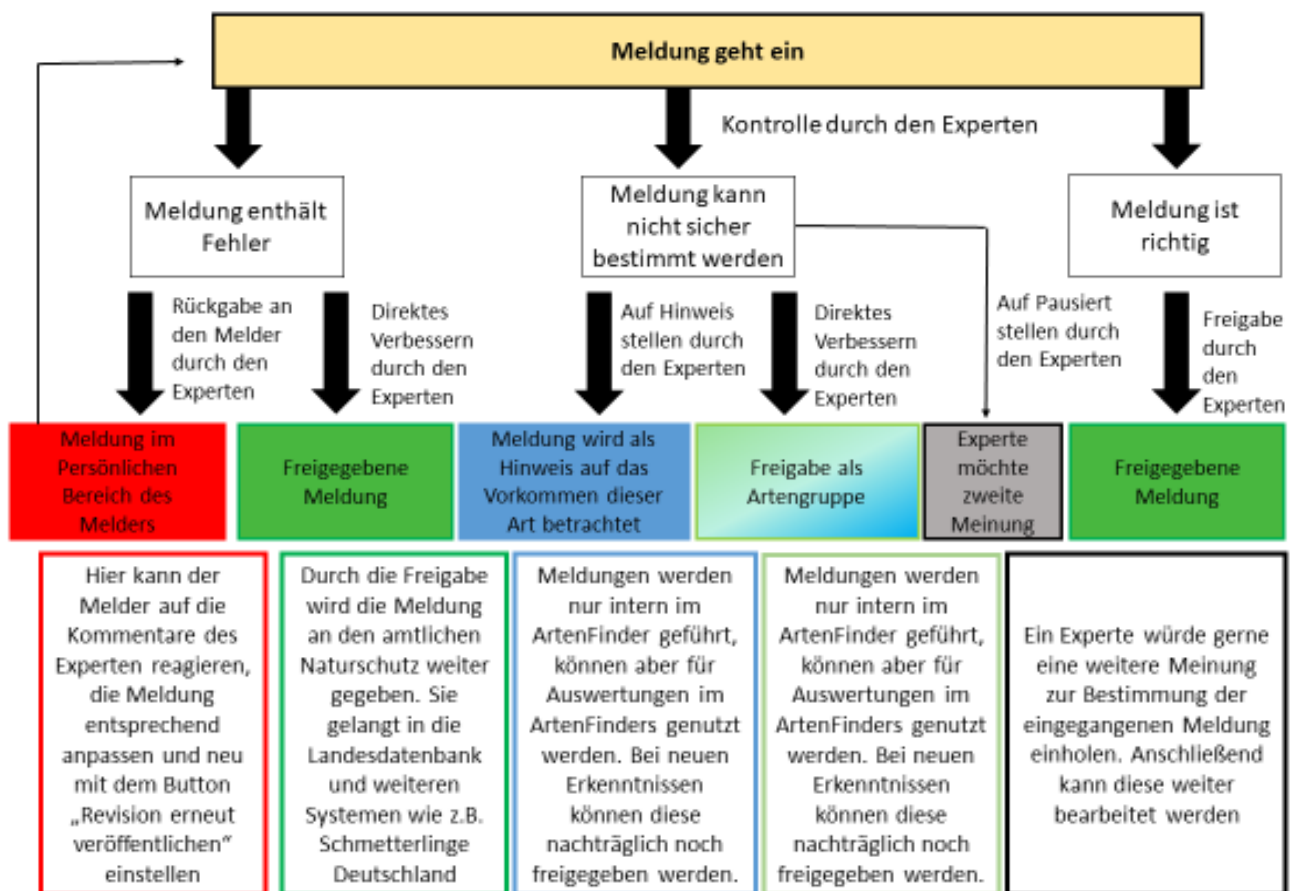 Meldung geht ein
Kontrolle durch den Experten
Meldung enthält
Fehler
Meldung kann
nicht sicher
bestimmt werden
Meldung ist
richtig
Rückgabe an
den Melder
durch den
Experten
Direktes
Verbessern
durch den
Experten
Auf Hinweis
stellen durch
den Experten
Direktes
Verbessern
durch den
Experten
Auf Pausiert
stellen durch
den Experten
Freigabe
durch
den
Experten
Meldung im
Persönlichen
Bereich des
Melders
Freigegebene
Meldung
Meldung wird als
Hinweis auf das
Vorkommen dieser
Art betrachtet
Freigabe als
Artengruppe
Experte
möchte
zweite
Meinung
Freigegebene
Meldung
Hier kann der
Melder auf die
Kommentare des
Experten reagieren,
die Meldung
entsprechend
anpassen und neu
mit dem Button
„Revision erneut
veröffentlichen“
einstellen
Durch die Freigabe
wird die Meldung
an den amtlichen
Naturschutz weiter
gegeben. Sie
gelangt in die
Landesdatenbank
und weiteren
Systemen wie z.B.
Schmetterlinge
Deutschland
Meldungen werden
nur intern im
ArtenFinder geführt,
können aber für
Auswertungen im
ArtenFinders genutzt
werden. Bei neuen
Erkenntnissen
können diese
nachträglich noch
freigegeben werden.
Meldungen werden
nur intern im
ArtenFinder geführt,
können aber für
Auswertungen im
ArtenFinders genutzt
werden. Bei neuen
Erkenntnissen
können diese
nachträglich noch
freigegeben werden.
Ein Experte würde gerne
eine weitere Meinung
zur Bestimmung der
eingegangenen Meldung
einholen. Anschließend
kann diese weiter
bearbeitet werden